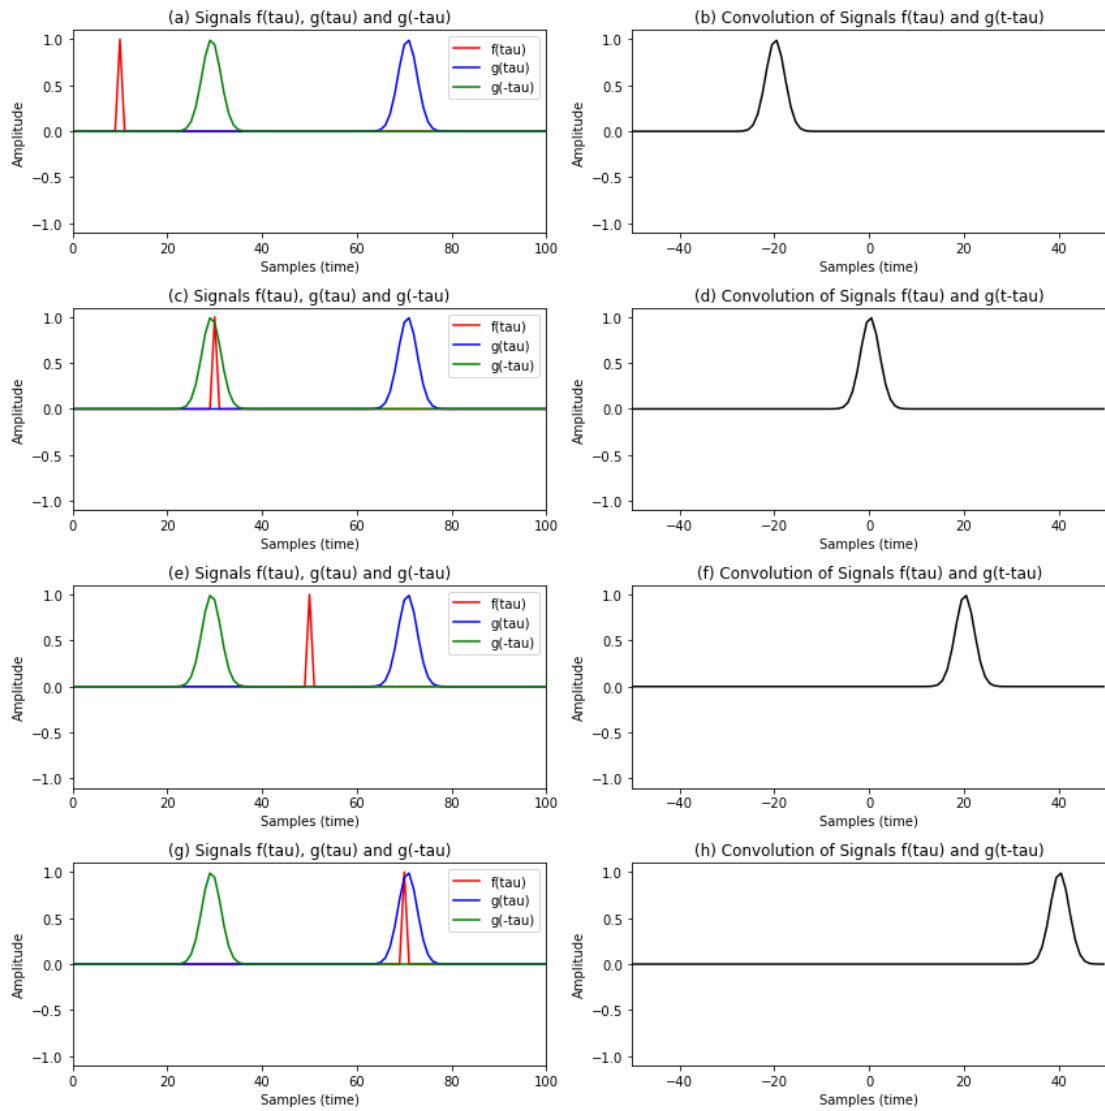 (a) Signals f(tau), g(tau) and g(-tau)
1.0
0.5
0.0
−0.5
−1.0
Amplitude
f(tau)
g(tau)
g(-tau)
0 20 40 60 80 100
Samples (time)
(b) Convolution of Signals f(tau) and g(t-tau)
1.0
0.5
0.0
−0.5
−1.0
Amplitude
−40 −20 0 20 40
Samples (time)
(c) Signals f(tau), g(tau) and g(-tau)
1.0
0.5
0.0
−0.5
−1.0
Amplitude
f(tau)
g(tau)
g(-tau)
0 20 40 60 80 100
Samples (time)
(d) Convolution of Signals f(tau) and g(t-tau)
1.0
0.5
0.0
−0.5
−1.0
Amplitude
−40 −20 0 20 40
Samples (time)
(e) Signals f(tau), g(tau) and g(-tau)
1.0
0.5
0.0
−0.5
−1.0
Amplitude
f(tau)
g(tau)
g(-tau)
0 20 40 60 80 100
Samples (time)
(f) Convolution of Signals f(tau) and g(t-tau)
1.0
0.5
0.0
−0.5
−1.0
Amplitude
−40 −20 0 20 40
Samples (time)
(g) Signals f(tau), g(tau) and g(-tau)
1.0
0.5
0.0
−0.5
−1.0
Amplitude
f(tau)
g(tau)
g(-tau)
0 20 40 60 80 100
Samples (time)
(h) Convolution of Signals f(tau) and g(t-tau)
1.0
0.5
0.0
−0.5
−1.0
Amplitude
−40 −20 0 20 40
Samples (time)